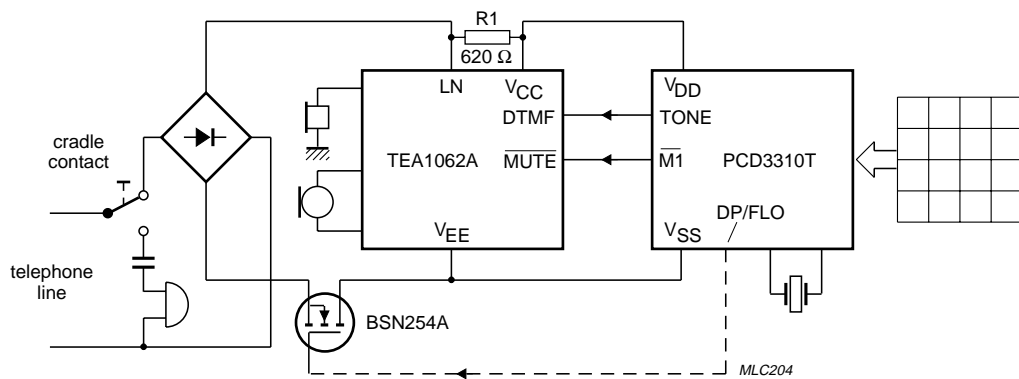 R1
620 Ω
LN
VCC
VDD
DTMF
TONE
cradle
contact
TEA1062A
MUTE
M1
PCD3310T
DP/FLO
VEE
VSS
telephone
line
BSN254A
MLC204